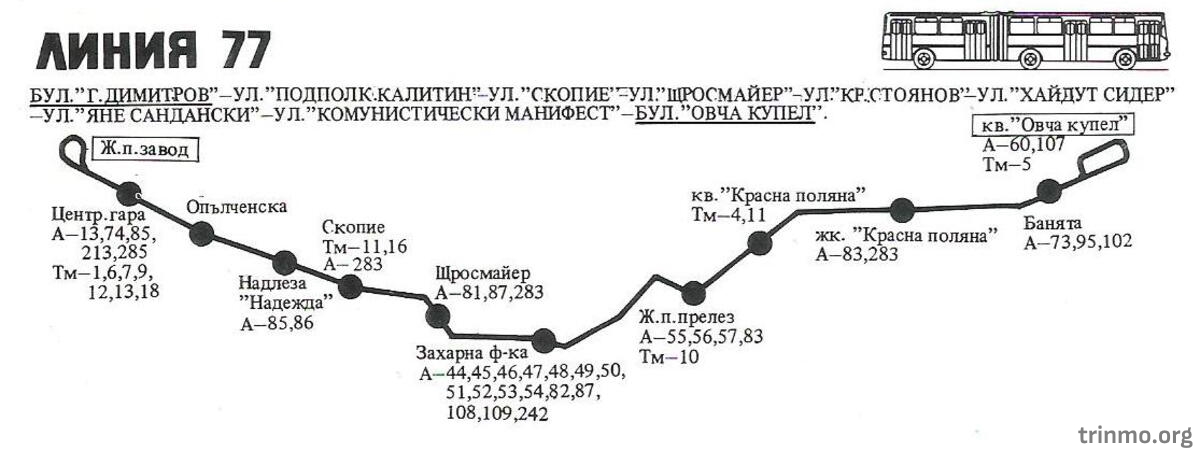 ЛИНИЯ 77
БУЛ."Г.ДИМИТРОВ"–УЛ."ПОДПОЛК.КАЛИТИН"–УЛ."СКОПИЕ"–УЛ."ЩРОСМАЙЕР"–УЛ."КР.СТОЯНОВ"–УЛ."ХАЙДУТ СИДЕР"
–УЛ."ЯНЕ САНДАНСКИ"–УЛ."КОМУНИСТИЧЕСКИ МАНИФЕСТ"–БУЛ."ОВЧА КУПЕЛ".
Ж.п.завод
Центр.гара
А–13,74,85,
213,285
Тм–1,6,7,9,
12,13,18
Опълченска
Надлеза
"Надежда"
А–85,86
Скопие
Тм–11,16
А–283
Щросмайер
А–81,87,283
Захарна ф-ка
А–44,45,46,47,48,49,50,
51,52,53,54,82,87,
108,109,242
Ж.п.прелез
А–55,56,57,83
Тм–10
кв."Красна поляна"
Тм–4,11
жк. "Красна поляна"
А–83,283
Банята
А–73,95,102
кв."Овча купел"
А–60,107
Тм–5
trinmo.org